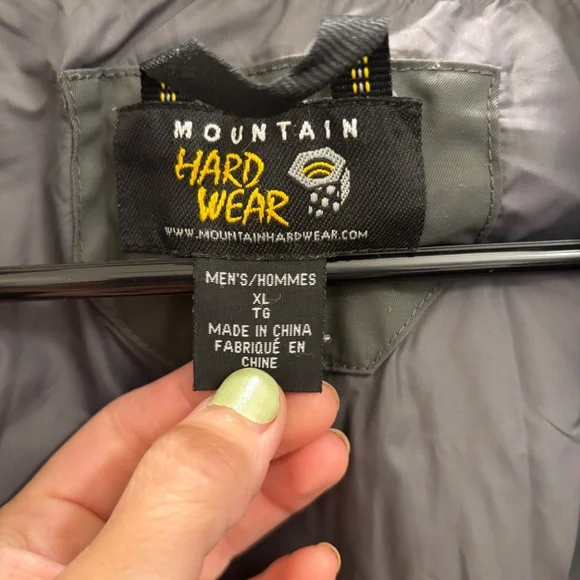 MOUNTAIN
HARD
WEAR
WWW.MOUNTAINHARDWEAR.COM
MEN'S/HOMMES
XL
TG
MADE IN CHINA
FABRIQUÉ EN
CHINE